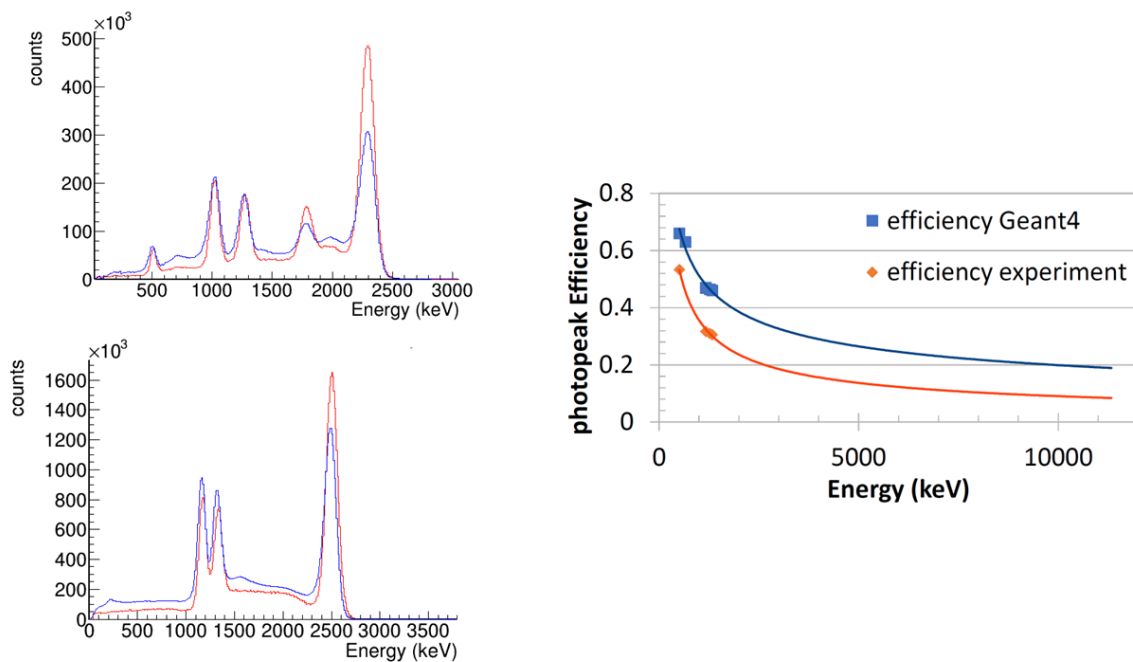 ×10³
counts
500
400
300
200
100
0
500 1000 1500 2000 2500 3000
Energy (keV)
×10³
counts
1600
1400
1200
1000
800
600
400
200
0
0 500 1000 1500 2000 2500 3000 3500
Energy (keV)
photopeak Efficiency
0.8
0.6
0.4
0.2
0
efficiency Geant4
efficiency experiment
0 5000 10000
Energy (keV)